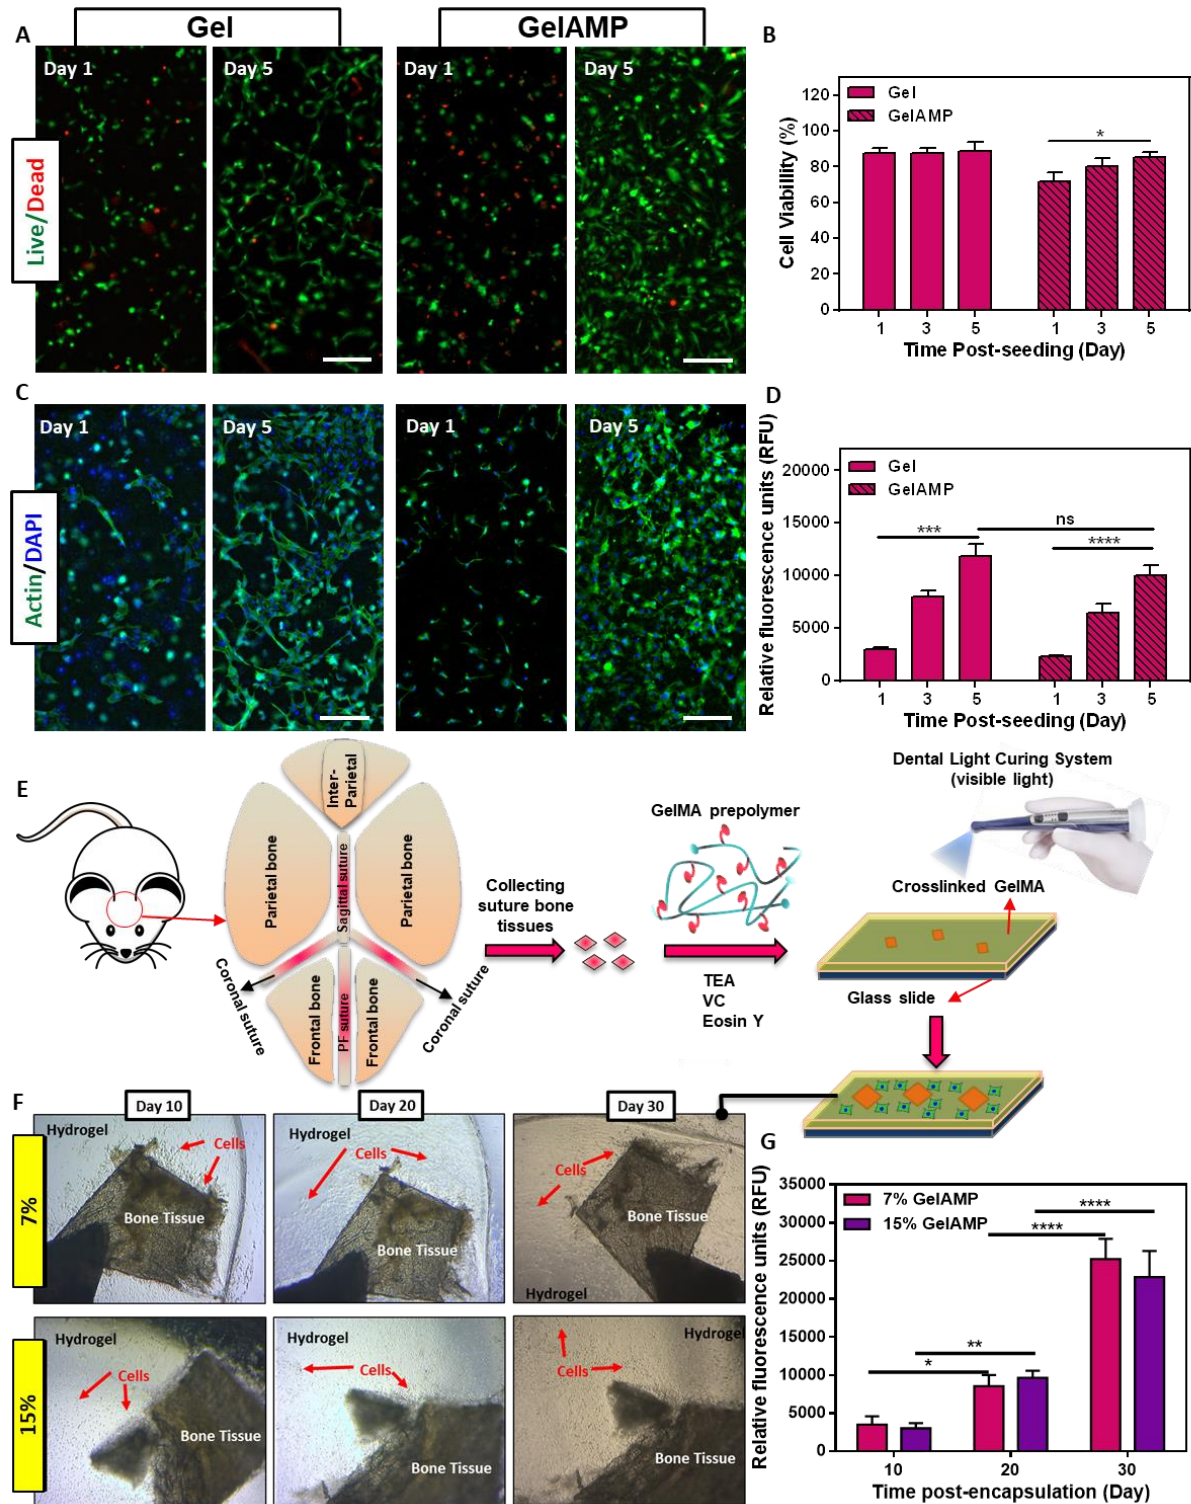 Gel
GelAMP
A
Day 1
Day 5
Day 1
Day 5
Live/Dead
B
Gel
GelAMP
*
120
100
80
60
40
20
0
Cell Viabillity (%)
1 3 5 1 3 5
Time Post-seeding (Day)
C
Day 1
Day 5
Day 1
Day 5
Actin/DAPI
D
Gel
GelAMP
ns
***
****
20000
15000
10000
5000
0
Relative fluorescence units (RFU)
1 3 5 1 3 5
Time Post-seeding (Day)
E
Inter-
Parietal
Parietal bone
Sagittal suture
Parietal bone
Coronal suture
Frontal bone
PF suture
Frontal bone
Coronal suture
Collecting
suture bone
tissues
GelMA prepolymer
TEA
VC
Eosin Y
Dental Light Curing System
(visible light)
Crosslinked GelMA
Glass slide
F
Day 10
Day 20
Day 30
7%
Hydrogel
Cells
Bone Tissue
Hydrogel
Cells
Bone Tissue
Cells
Bone Tissue
Hydrogel
15%
Hydrogel
Cells
Bone Tissue
Hydrogel
Cells
Bone Tissue
Hydrogel
Cells
Bone Tissue
G
7% GelAMP
15% GelAMP
****
****
**
*
35000
30000
25000
20000
15000
10000
5000
0
Relative fluorescence units (RFU)
10 20 30
Time post-encapsulation (Day)